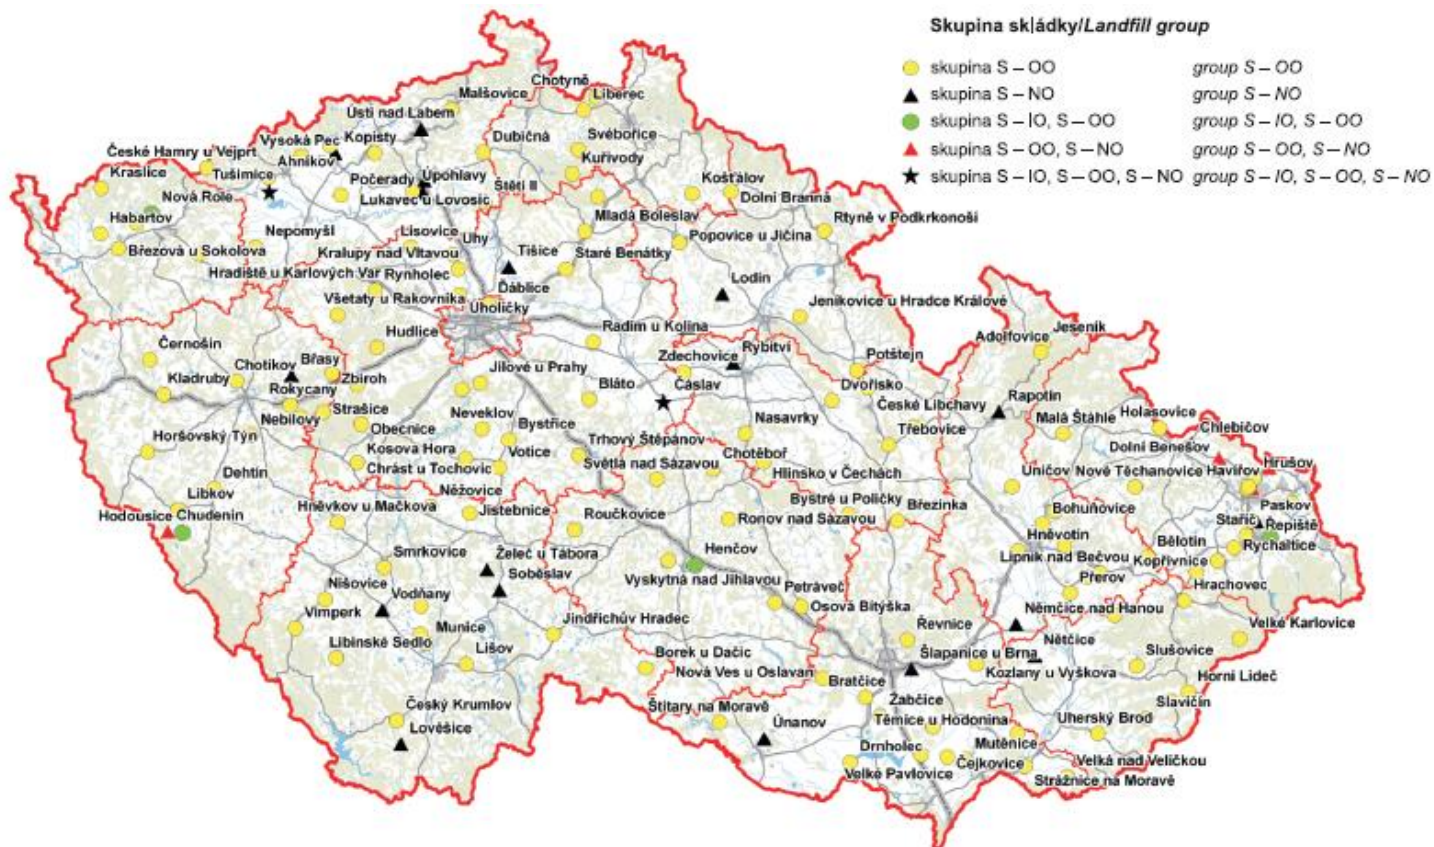 Skupina skládky/Landfill group
skupina S – OO group S – OO
skupina S – NO group S – NO
skupina S – IO, S – OO group S – IO, S – OO
skupina S – OO, S – NO group S – OO, S – NO
skupina S – IO, S – OO, S – NO group S – IO, S – OO, S – NO
Chotyně
Malšovice
Liberec
Ústí nad Labem
Svébořice
Vysoká Pec
Kopisty
Dubičná
České Hamry u Vejprt
Ahníkov
Kuřivody
Kraslice
Tušimice
Počerady
Úpohlavy
Štětí II
Košťálov
Nová Role
Lukavec u Lovosic
Dolní Branná
Habartov
Mladá Boleslav
Rtyně v Podkrkonoší
Nepomyšl
Lisovice
Uhy
Popovice u Jičína
Březová u Sokolova
Kralupy nad Vltavou
Tišice
Staré Benátky
Hradiště u Karlových Var
Rynholec
Lodín
Ďáblice
Všetaty u Rakovníka
Úholičky
Jeníkovice u Hradce Králové
Hudlice
Radim u Kolína
Adolfovice
Jeseník
Černošín
Rybitví
Chotíkov
Břasy
Zdechovice
Potštejn
Kladruby
Zbiroh
Jílové u Prahy
Čáslav
Dvořisko
Rokycany
Bláto
České Libchavy
Rapotín
Nebílovy
Strašice
Neveklov
Nasavrky
Malá Štáhle
Holasovice
Obecnice
Bystřice
Třebovice
Chlebičov
Horšovský Týn
Kosova Hora
Trhový Štěpánov
Chotěboř
Dolní Benešov
Votice
Světlá nad Sázavou
Hrušov
Dehtín
Chrást u Tochovic
Hlinsko v Čechách
Uničov
Nové Těchanovice
Havířov
Něžovice
Libkov
Hněvkov u Mačkova
Bystré u Poličky
Březinka
Paskov
Hodousice
Chudenín
Jistebnice
Roučkovice
Ronov nad Sázavou
Bohuňovice
Staříč
Řepiště
Hněvotín
Smrkovice
Želeč u Tábora
Henčov
Bělotín
Rychaltice
Lipník nad Bečvou
Kopřivnice
Soběslav
Nišovice
Vyskytná nad Jihlavou
Přerov
Hrachovec
Vodňany
Petráveč
Vimperk
Osová Bítýška
Němčice nad Hanou
Jindřichův Hradec
Munice
Řevnice
Velké Karlovice
Libínské Sedlo
Nětčice
Lišov
Borek u Dačic
Šlapanice u Brna
Slušovice
Nová Ves u Oslavan
Kozlany u Vyškova
Horní Lideč
Bratčice
Slavičín
Český Krumlov
Štítary na Moravě
Žabčice
Únanov
Těmice u Hodonína
Uherský Brod
Lověšice
Mutěnice
Drnholec
Čejkovice
Velká nad Veličkou
Velké Pavlovice
Strážnice na Moravě